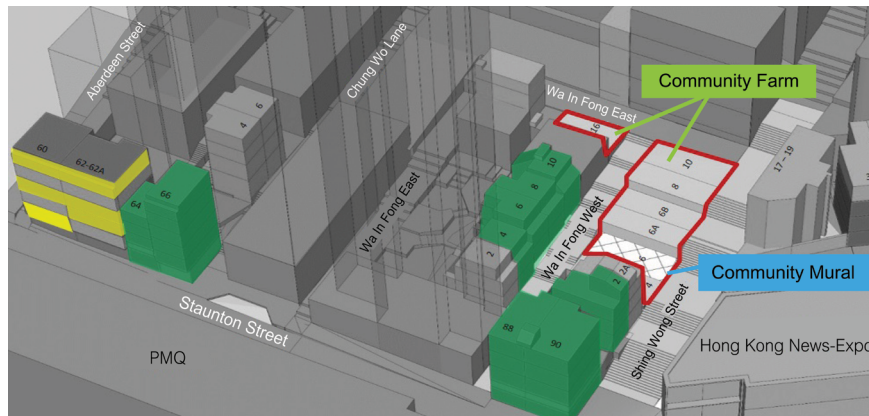 Aberdeen Street
Chung Wo Lane
Wa In Fong East
Community Farm
60
62-62A
4
6
64
66
16
10
8
6B
6A
6
4
17-19
10
8
6
4
2
Wa In Fong East
Wa In Fong West
2
2A
Community Mural
88
90
Staunton Street
PMQ
Shing Wong Street
Hong Kong News-Expo